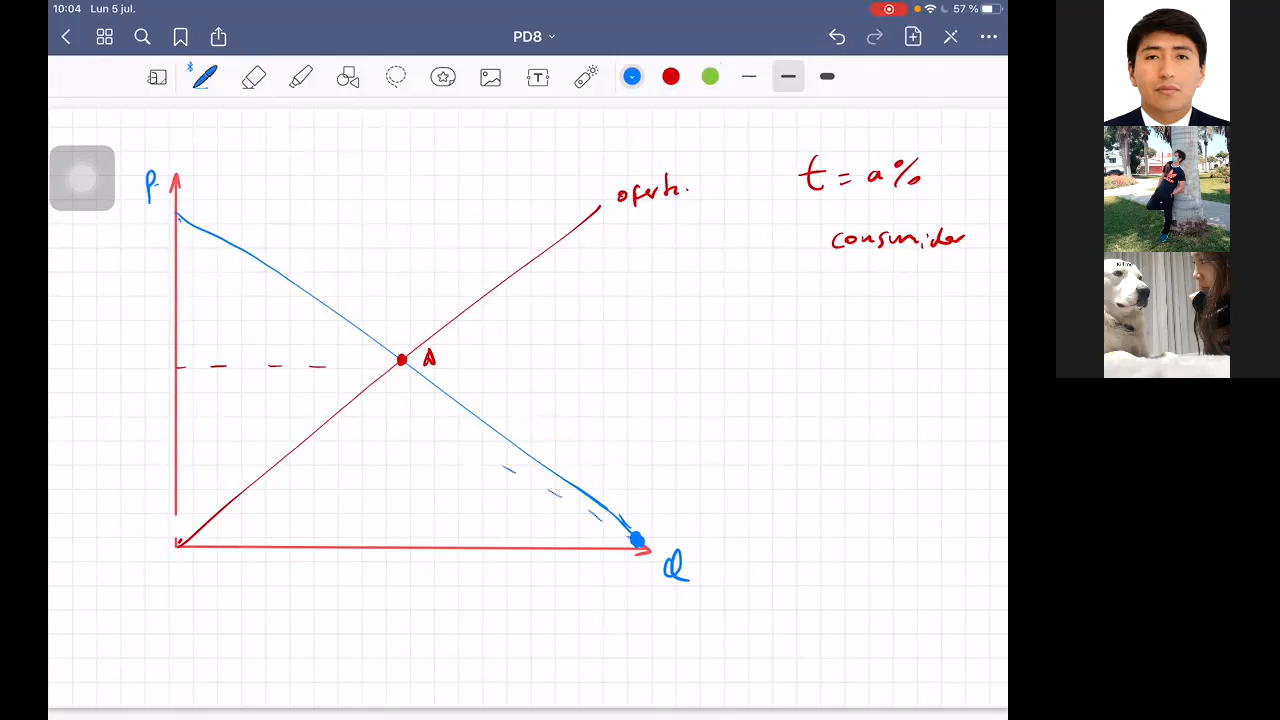 10:04 Lun 5 jul.
57 %
PD8
P
oferta.
t = a%
consumidor
A
Q